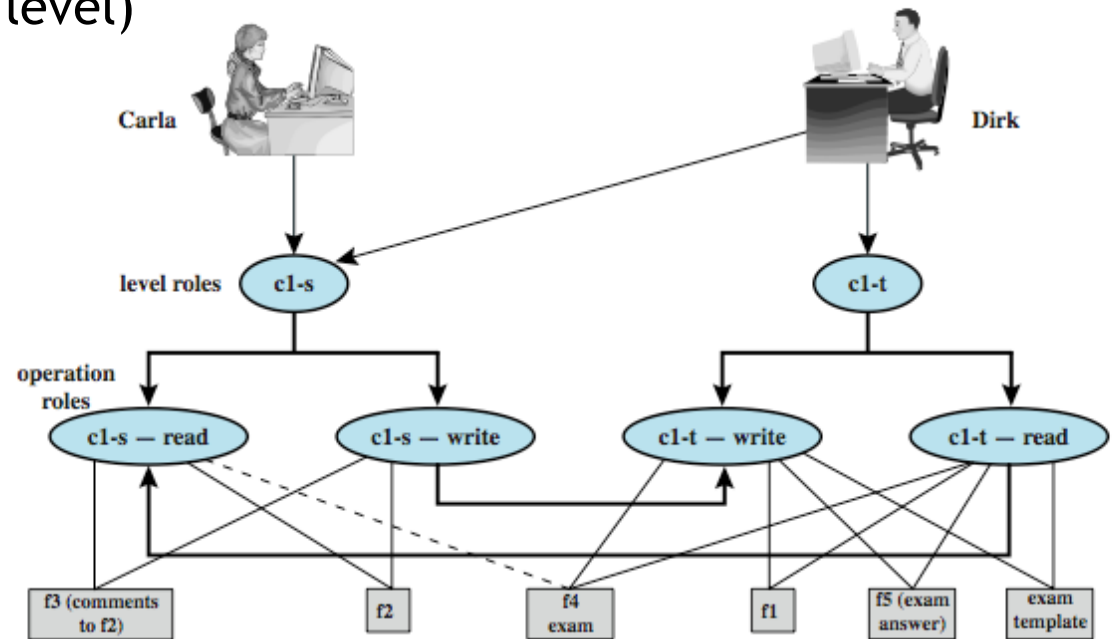 level)
Carla
Dirk
level roles
c1-s
c1-t
operation
roles
c1-s — read
c1-s — write
c1-t — write
c1-t — read
f3 (comments
to f2)
f2
f4
exam
f1
f5 (exam
answer)
exam
template